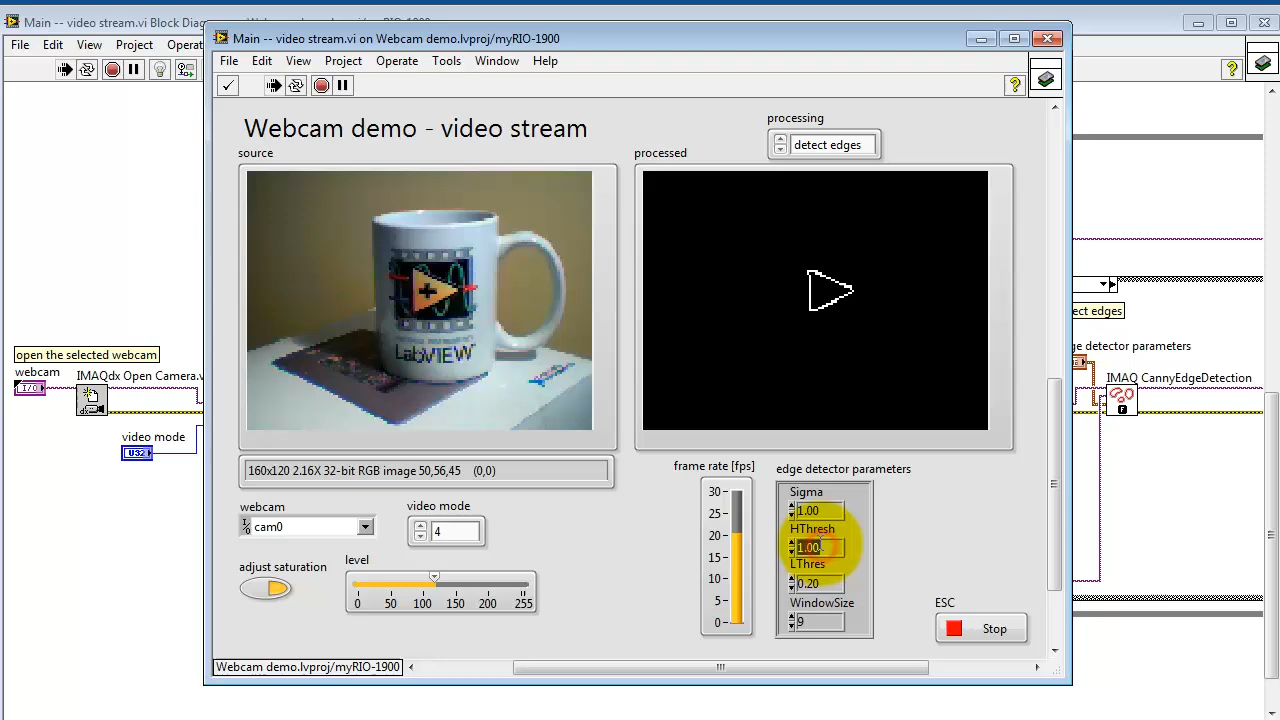 Main -- video stream.vi Block Dia
File Edit View Project Operat
Main -- video stream.vi on Webcam demo.lvproj/myRIO-1900
File Edit View Project Operate Tools Window Help
Webcam demo - video stream
processing
detect edges
source
processed
LabVIEW
160x120 2.16X 32-bit RGB image 50,56,45 (0,0)
webcam
cam0
video mode
4
adjust saturation
level
0 50 100 150 200 255
frame rate [fps]
30
25
20
15
10
5
0
edge detector parameters
Sigma
1.00
HThresh
1.00
LThres
0.20
WindowSize
9
ESC
Stop
Webcam demo.lvproj/myRIO-1900
open the selected webcam
webcam
I/O
IMAQdx Open Camera.v
video mode
U32
ect edges
ge detector parameters
IMAQ CannyEdgeDetection